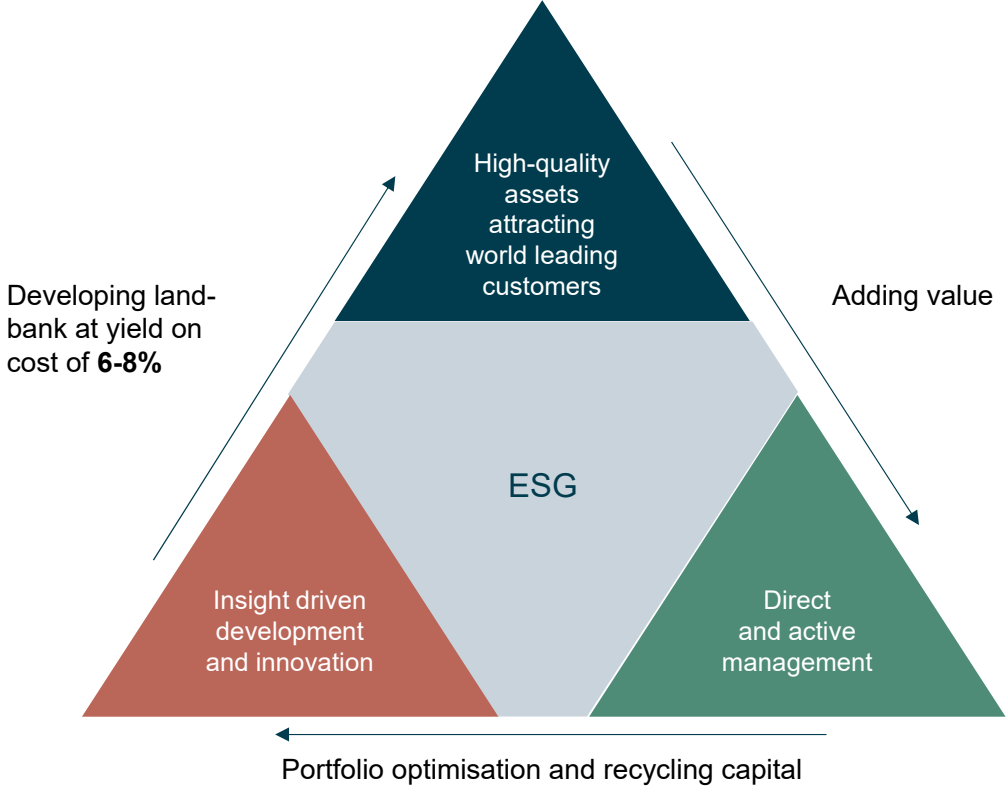 High-quality
assets
attracting
world leading
customers
Developing land-
bank at yield on
cost of 6-8%
Adding value
ESG
Insight driven
development
and innovation
Direct
and active
management
Portfolio optimisation and recycling capital